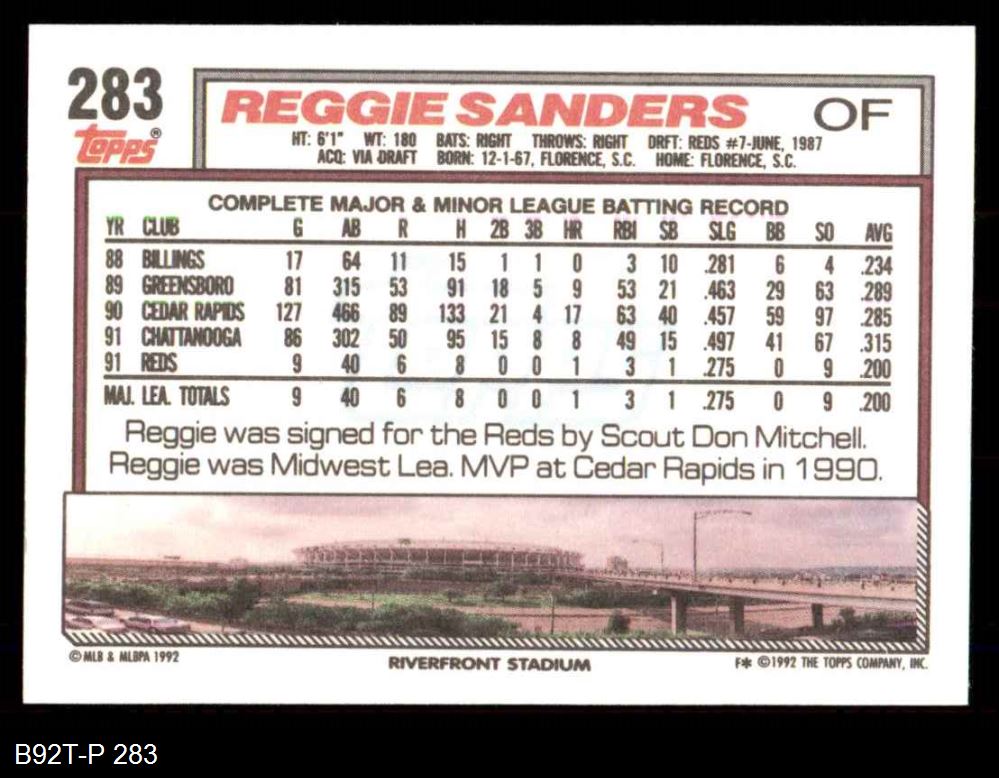 283
Topps®
REGGIE SANDERS OF
HT: 6'1" WT: 180 BATS: RIGHT THROWS: RIGHT DRFT: REDS #7-JUNE, 1987
ACQ: VIA DRAFT BORN: 12-1-67, FLORENCE, S.C. HOME: FLORENCE, S.C.
COMPLETE MAJOR & MINOR LEAGUE BATTING RECORD
YR CLUB G AB R H 2B 3B HR RBI SB SLG BB SO AVG
88 BILLINGS 17 64 11 15 1 1 0 3 10 .281 6 4 .234
89 GREENSBORO 81 315 53 91 18 5 9 53 21 .463 29 63 .289
90 CEDAR RAPIDS 127 466 89 133 21 4 17 63 40 .457 59 97 .285
91 CHATTANOOGA 86 302 50 95 15 8 8 49 15 .497 41 67 .315
91 REDS 9 40 6 8 0 0 1 3 1 .275 0 9 .200
MAJ. LEA. TOTALS 9 40 6 8 0 0 1 3 1 .275 0 9 .200
Reggie was signed for the Reds by Scout Don Mitchell.
Reggie was Midwest Lea. MVP at Cedar Rapids in 1990.
© MLB & MLBPA 1992
RIVERFRONT STADIUM
F* ©1992 THE TOPPS COMPANY, INC.
B92T-P 283